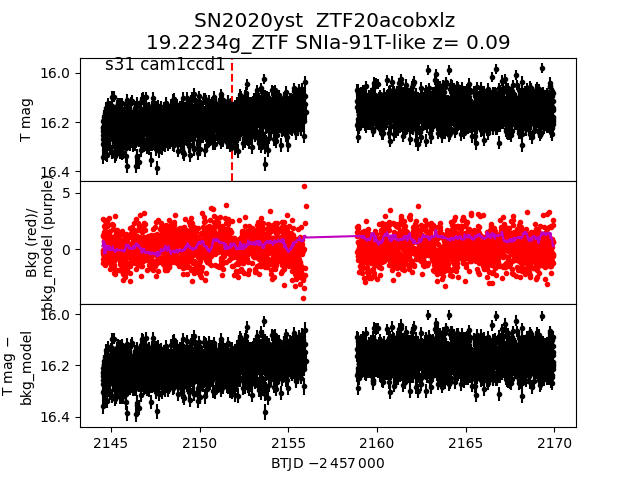 SN2020yst  ZTF20acobxlz
19.2234g_ZTF SNIa-91T-like z= 0.09
s31 cam1ccd1
T mag
16.0
16.2
16.4
Bkg (red)/
bkg_model (purple)
5
0
T mag −
bkg_model
16.0
16.2
16.4
2145 2150 2155 2160 2165 2170
BTJD −2 457 000